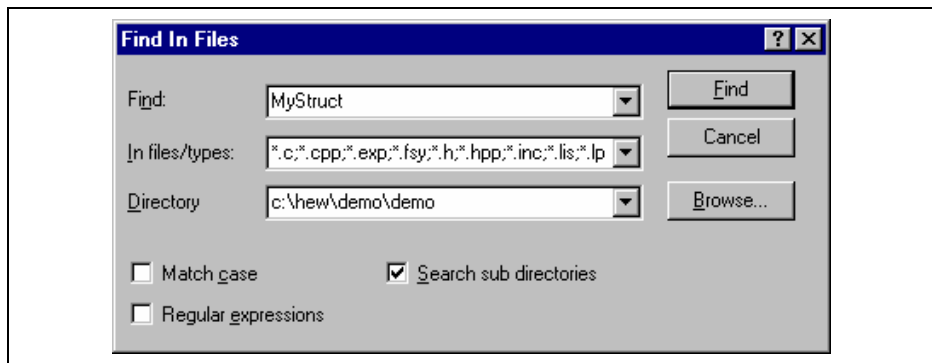 Find In Files
Find: MyStruct Find
In files/types: *.c;*.cpp;*.exp;*.fsy;*.h;*.hpp;*.inc;*.lis;*.lp Cancel
Directory c:\hew\demo\demo Browse...
Match case Search sub directories
Regular expressions